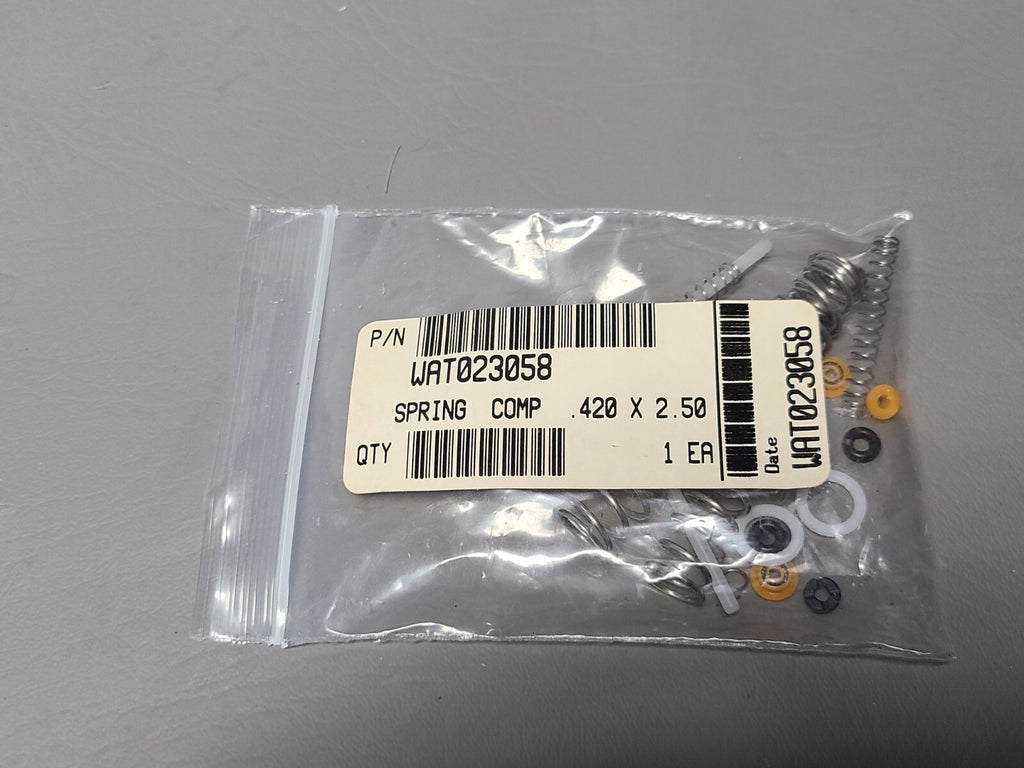 P/N
WAT023058
SPRING COMP .420 X 2.50
QTY 1 EA
Date
WAT023058